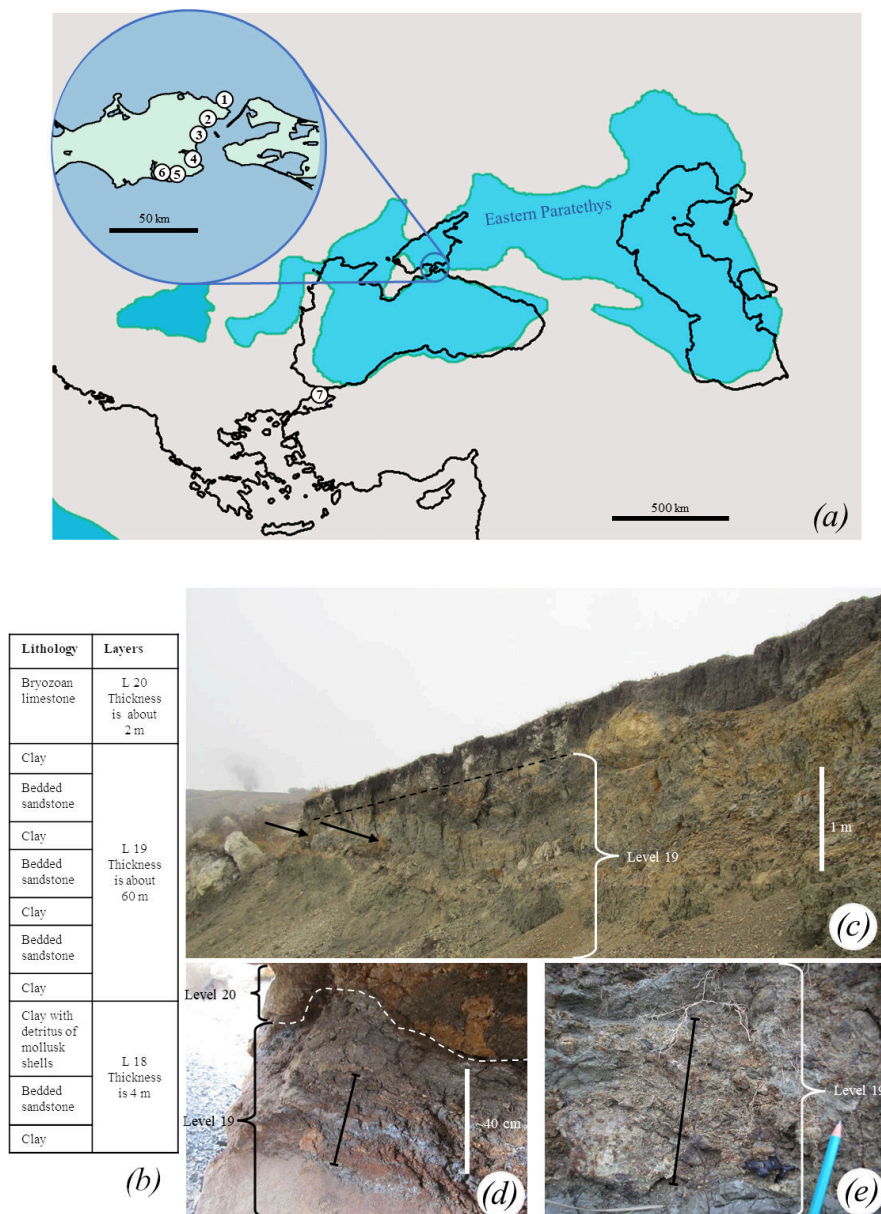 1
2
3
4
6 5
50 km
Eastern Paratethys
7
500 km
(a)
Lithology Layers
Bryozoan
limestone
L 20
Thickness
is about
2 m
Clay
Bedded
sandstone
Clay
Bedded
sandstone
Clay
Bedded
sandstone
Clay
L 19
Thickness
is about
60 m
Clay with
detritus of
mollusk
shells
Bedded
sandstone
Clay
L 18
Thickness
is 4 m
(b)
1 m
Level 19
(c)
Level 20
Level 19
~40 cm
(d)
Level 19
(e)